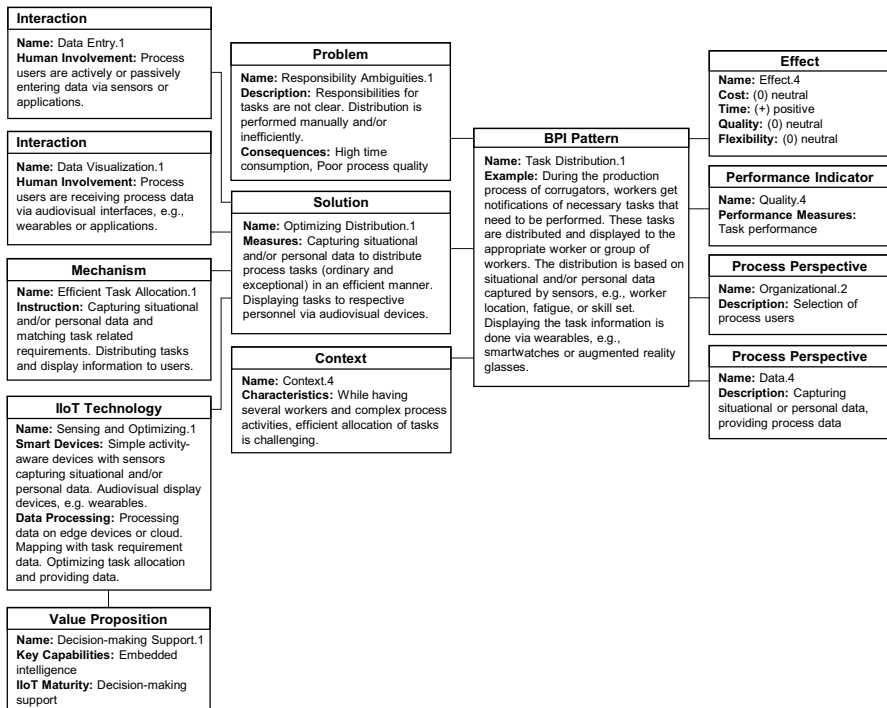 Interaction
Name: Data Entry.1
Human Involvement: Process
users are actively or passively
entering data via sensors or
applications.
Interaction
Name: Data Visualization.1
Human Involvement: Process
users are receiving process data
via audiovisual interfaces, e.g.,
wearables or applications.
Mechanism
Name: Efficient Task Allocation.1
Instruction: Capturing situational
and/or personal data and
matching task related
requirements. Distributing tasks
and display information to users.
IIoT Technology
Name: Sensing and Optimizing.1
Smart Devices: Simple activity-
aware devices with sensors
capturing situational and/or
personal data. Audiovisual display
devices, e.g. wearables.
Data Processing: Processing
data on edge devices or cloud.
Mapping with task requirement
data. Optimizing task allocation
and providing data.
Value Proposition
Name: Decision-making Support.1
Key Capabilities: Embedded
intelligence
IIoT Maturity: Decision-making
support
Problem
Name: Responsibility Ambiguities.1
Description: Responsibilities for
tasks are not clear. Distribution is
performed manually and/or
inefficiently.
Consequences: High time
consumption, Poor process quality
Solution
Name: Optimizing Distribution.1
Measures: Capturing situational
and/or personal data to distribute
process tasks (ordinary and
exceptional) in an efficient manner.
Displaying tasks to respective
personnel via audiovisual devices.
Context
Name: Context.4
Characteristics: While having
several workers and complex process
activities, efficient allocation of tasks
is challenging.
BPI Pattern
Name: Task Distribution.1
Example: During the production
process of corrugators, workers get
notifications of necessary tasks that
need to be performed. These tasks
are distributed and displayed to the
appropriate worker or group of
workers. The distribution is based on
situational and/or personal data
captured by sensors, e.g., worker
location, fatigue, or skill set.
Displaying the task information is
done via wearables, e.g.,
smartwatches or augmented reality
glasses.
Effect
Name: Effect.4
Cost: (0) neutral
Time: (+) positive
Quality: (0) neutral
Flexibility: (0) neutral
Performance Indicator
Name: Quality.4
Performance Measures:
Task performance
Process Perspective
Name: Organizational.2
Description: Selection of
process users
Process Perspective
Name: Data.4
Description: Capturing
situational or personal data,
providing process data